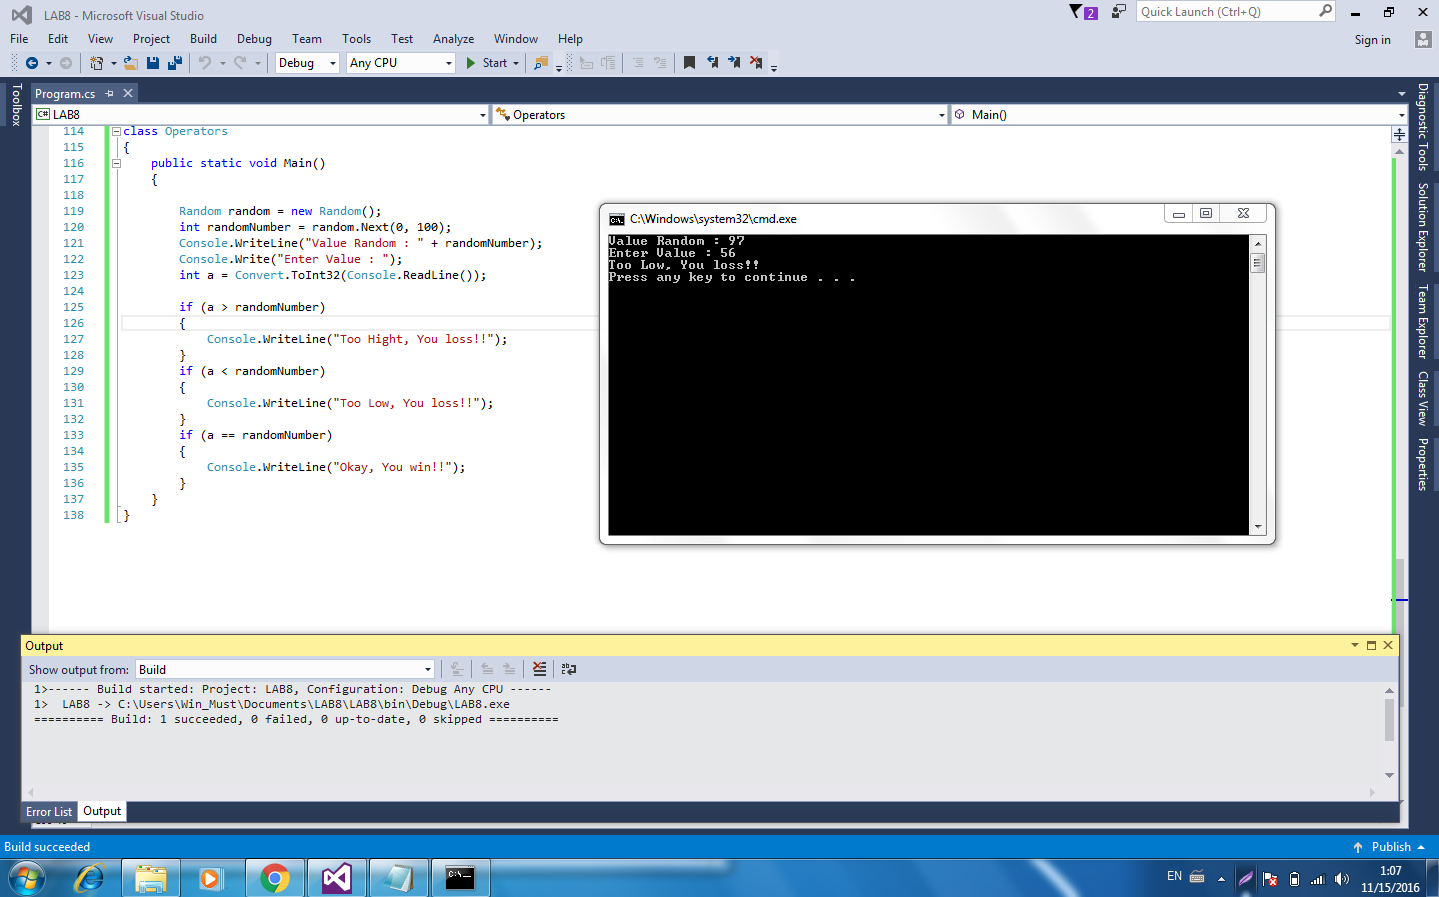 LAB8 - Microsoft Visual Studio
2
Quick Launch (Ctrl+Q)
File Edit View Project Build Debug Team Tools Test Analyze Window Help
Sign in
Debug Any CPU Start
Toolbox
Program.cs
C# LAB8
Operators
Main()
114 class Operators
115 {
116 public static void Main()
117 {
118
119 Random random = new Random();
120 int randomNumber = random.Next(0, 100);
121 Console.WriteLine("Value Random : " + randomNumber);
122 Console.Write("Enter Value : ");
123 int a = Convert.ToInt32(Console.ReadLine());
124
125 if (a > randomNumber)
126 {
127 Console.WriteLine("Too Hight, You loss!!");
128 }
129 if (a < randomNumber)
130 {
131 Console.WriteLine("Too Low, You loss!!");
132 }
133 if (a == randomNumber)
134 {
135 Console.WriteLine("Okay, You win!!");
136 }
137 }
138 }
C:\Windows\system32\cmd.exe
Value Random : 97
Enter Value : 56
Too Low, You loss!!
Press any key to continue . . .
Diagnostic Tools
Solution Explorer
Team Explorer
Class View
Properties
Output
Show output from: Build
1>------ Build started: Project: LAB8, Configuration: Debug Any CPU ------
1>  LAB8 -> C:\Users\Win_Must\Documents\LAB8\LAB8\bin\Debug\LAB8.exe
========== Build: 1 succeeded, 0 failed, 0 up-to-date, 0 skipped ==========
Error List Output
Build succeeded
Publish
EN
1:07
11/15/2016